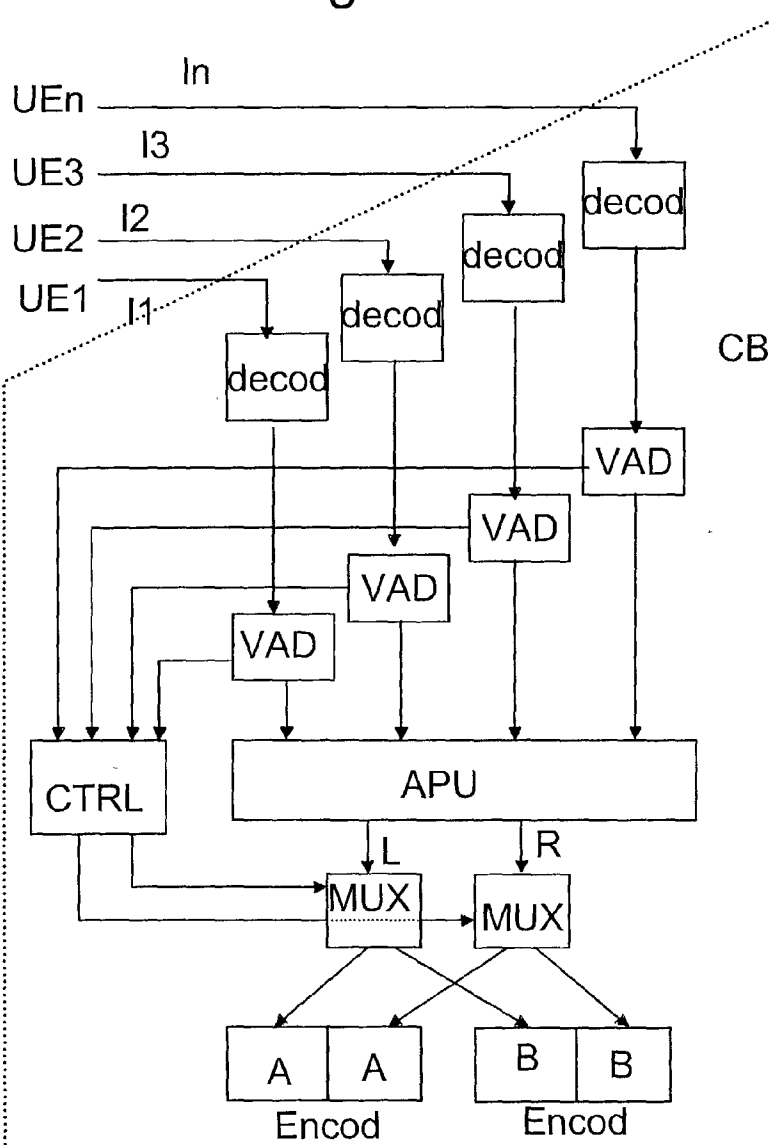 In
UEn
I3
UE3
decod
I2
UE2
decod
UE1
I1
decod
CB
decod
VAD
VAD
VAD
VAD
CTRL
APU
L
R
MUX
MUX
A
A
B
B
Encod
Encod